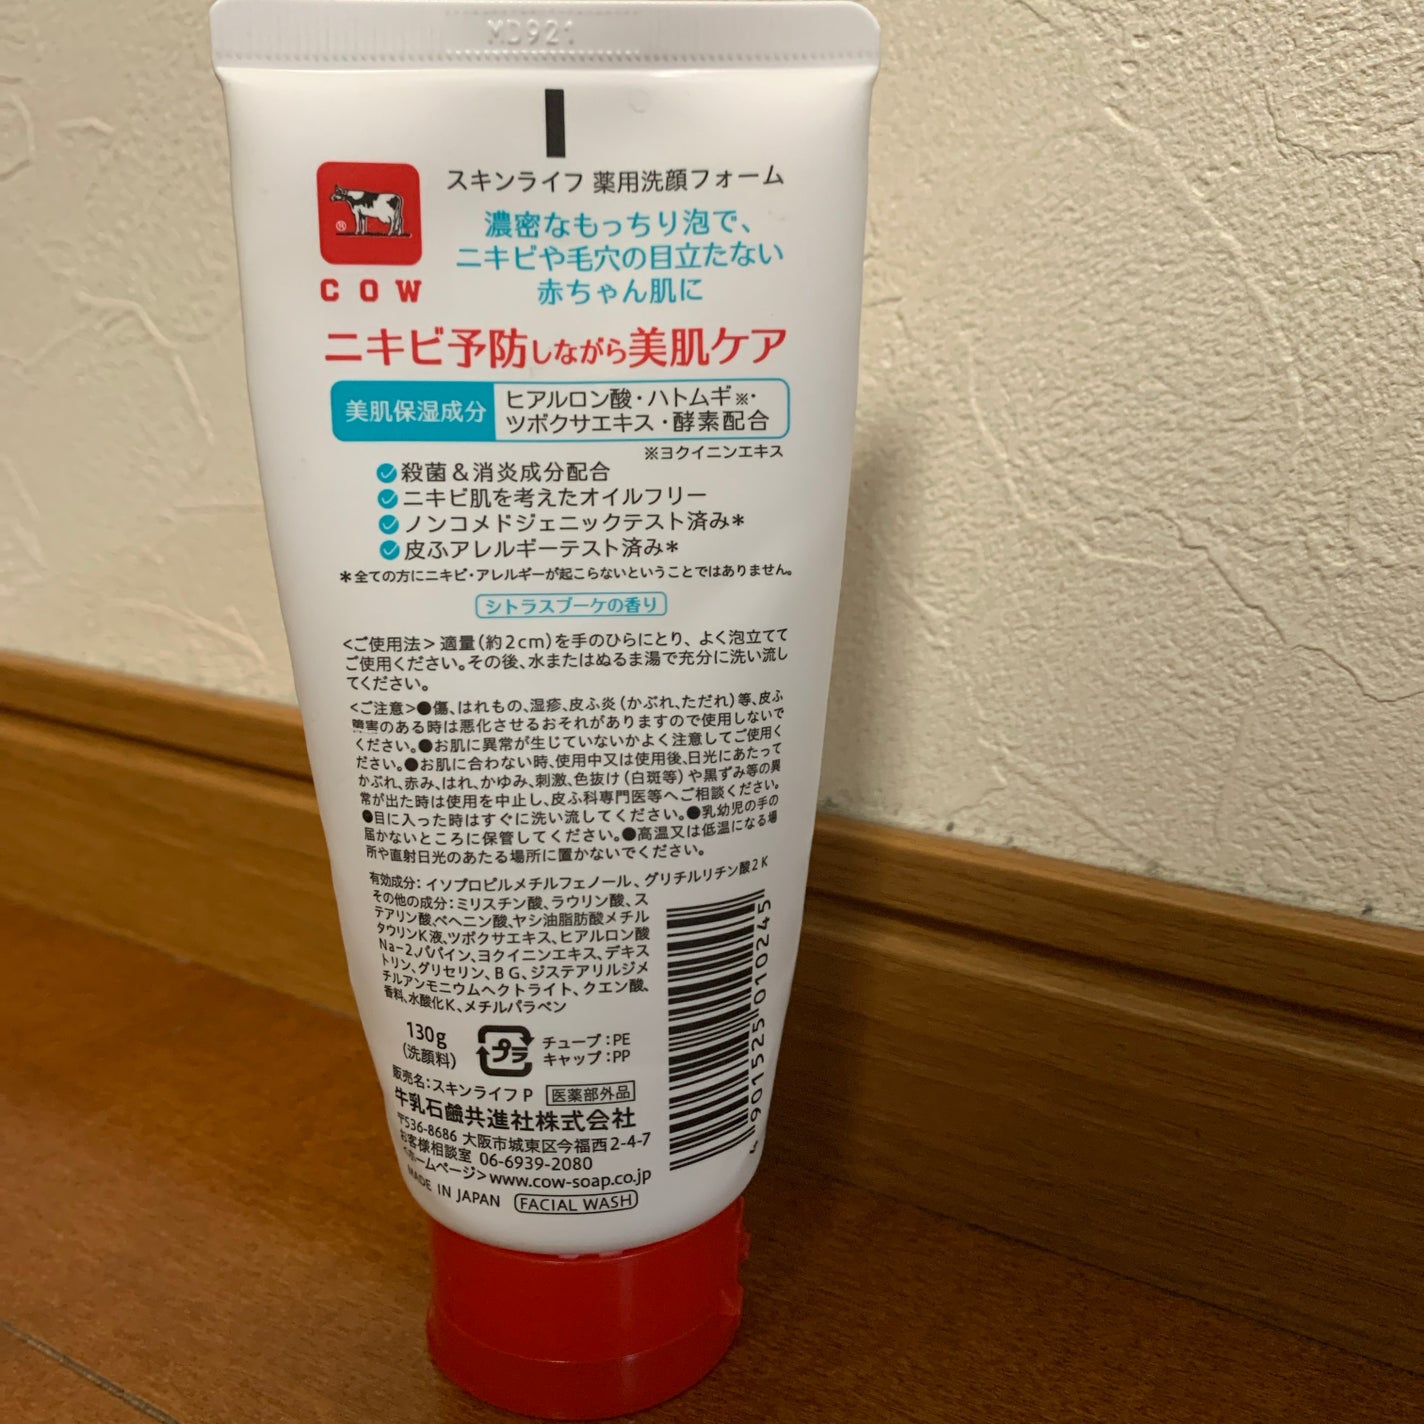 MD921
スキンライフ 薬用洗顔フォーム
濃密なもっちり泡で、
ニキビや毛穴の目立たない
赤ちゃん肌に
®
COW
ニキビ予防しながら美肌ケア
美肌保湿成分
ヒアルロン酸・ハトムギ※・
ツボクサエキス・酵素配合
※ヨクイニンエキス
殺菌&消炎成分配合
ニキビ肌を考えたオイルフリー
ノンコメドジェニックテスト済み*
皮ふアレルギーテスト済み*
*全ての方にニキビ・アレルギーが起こらないということではありません。
シトラスブーケの香り
<ご使用法> 適量(約2cm)を手のひらにとり、よく泡立てて
ご使用ください。その後、水またはぬるま湯で充分に洗い流し
てください。
<ご注意>●傷、はれもの、湿疹、皮ふ炎(かぶれ、ただれ)等、皮ふ
障害のある時は悪化させるおそれがありますので使用しないで
ください。●お肌に異常が生じていないかよく注意してご使用く
ださい。●お肌に合わない時、使用中又は使用後、日光にあたって
かぶれ、赤み、はれ、かゆみ、刺激、色抜け(白斑等)や黒ずみ等の異
常が出た時は使用を中止し、皮ふ科専門医等へご相談ください。
●目に入った時はすぐに洗い流してください。●乳幼児の手の
届かないところに保管してください。●高温又は低温になる場
所や直射日光のあたる場所に置かないでください。
有効成分: イソプロピルメチルフェノール、グリチルリチン酸2K
その他の成分:ミリスチン酸、ラウリン酸、ス
テアリン酸、ベヘニン酸、ヤシ油脂肪酸メチル
タウリンK液、ツボクサエキス、ヒアルロン酸
Na-2、パパイン、ヨクイニンエキス、デキス
トリン、グリセリン、BG、ジステアリルジメ
チルアンモニウムヘクトライト、クエン酸、
香料、水酸化K、メチルパラベン
130g
(洗顔料)
プラ
チューブ:PE
キャップ:PP
販売名:スキンライフP 医薬部外品
牛乳石鹼共進社株式会社
〒536-8686 大阪市城東区今福西2-4-7
お客様相談室 06-6939-2080
<ホームページ>www.cow-soap.co.jp
MADE IN JAPAN FACIAL WASH
4 901525 010245